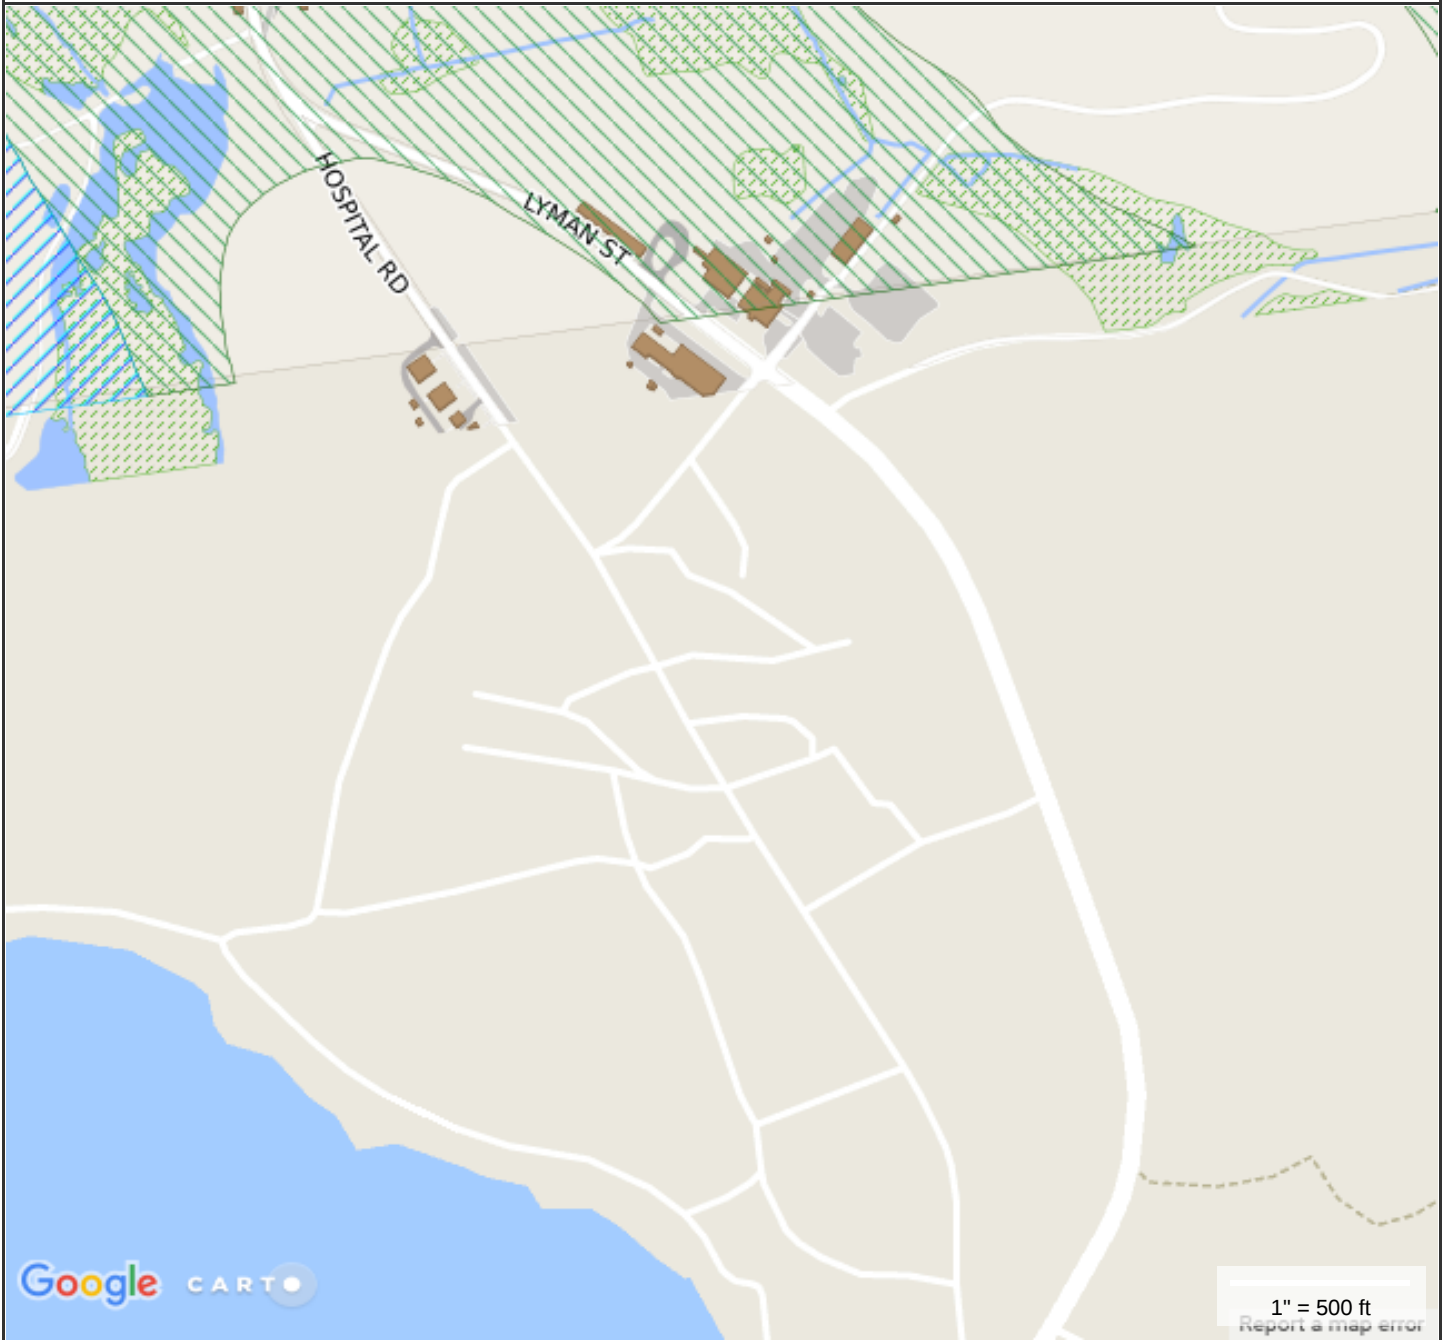 HOSPITAL RD
LYMAN ST
Google
CARTO
1" = 500 ft
Report a map error